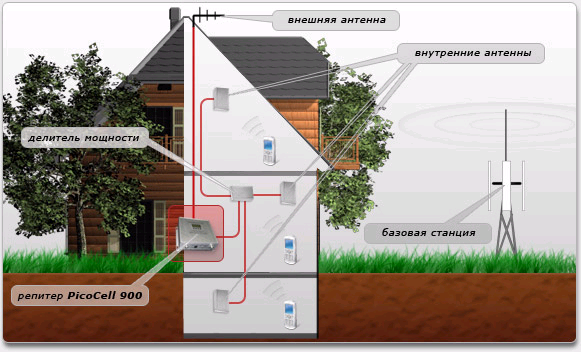 внешняя антенна
внутренние антенны
делитель мощности
базовая станция
репитер PicoCell 900